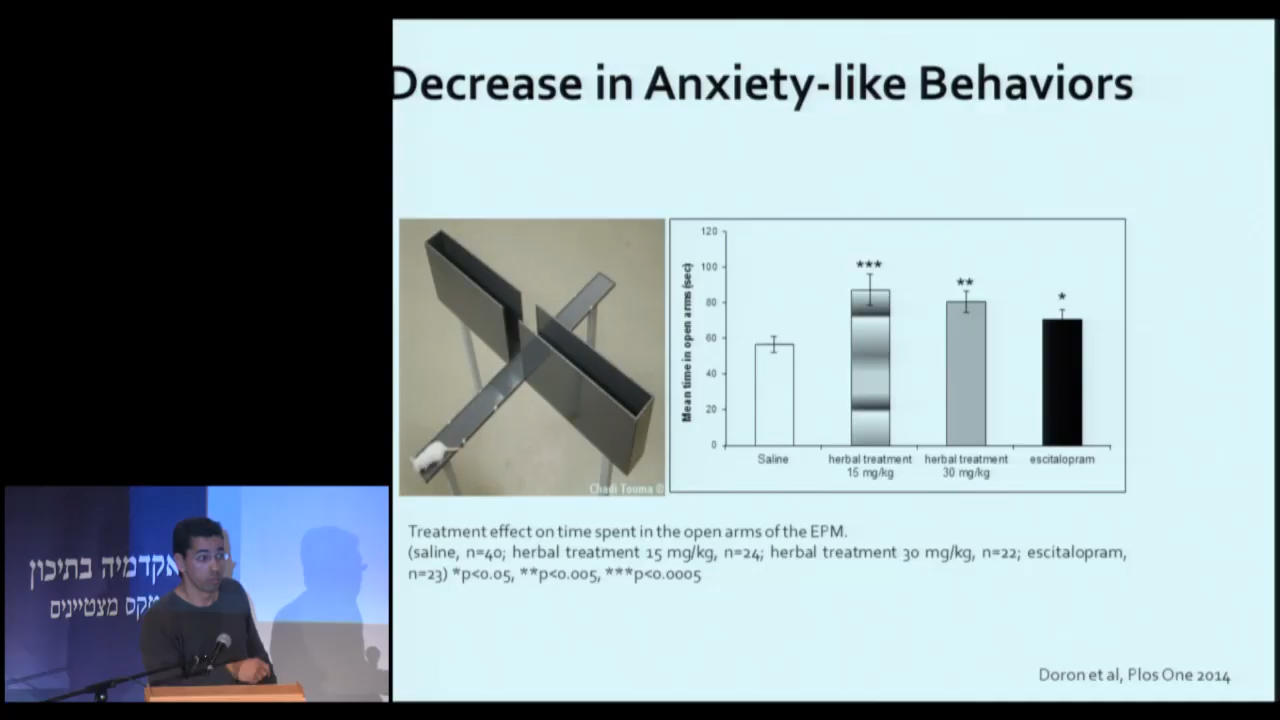 Decrease in Anxiety-like Behaviors
120
100
80
60
40
20
0
Mean time in open arms (sec)
***
**
*
Saline
herbal treatment
15 mg/kg
herbal treatment
30 mg/kg
escitalopram
Chadi Touma ©
Treatment effect on time spent in the open arms of the EPM.
(saline, n=40; herbal treatment 15 mg/kg, n=24; herbal treatment 30 mg/kg, n=22; escitalopram,
n=23) *p<0.05, **p<0.005, ***p<0.0005
Doron et al, Plos One 2014
אקדמיה בתיכון
טקס מצטיינים